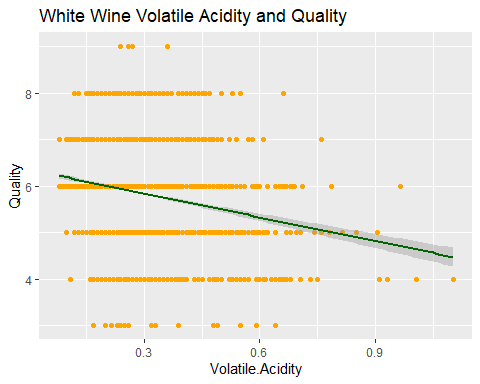 White Wine Volatile Acidity and Quality
Quality
8
6
4
0.3 0.6 0.9
Volatile.Acidity